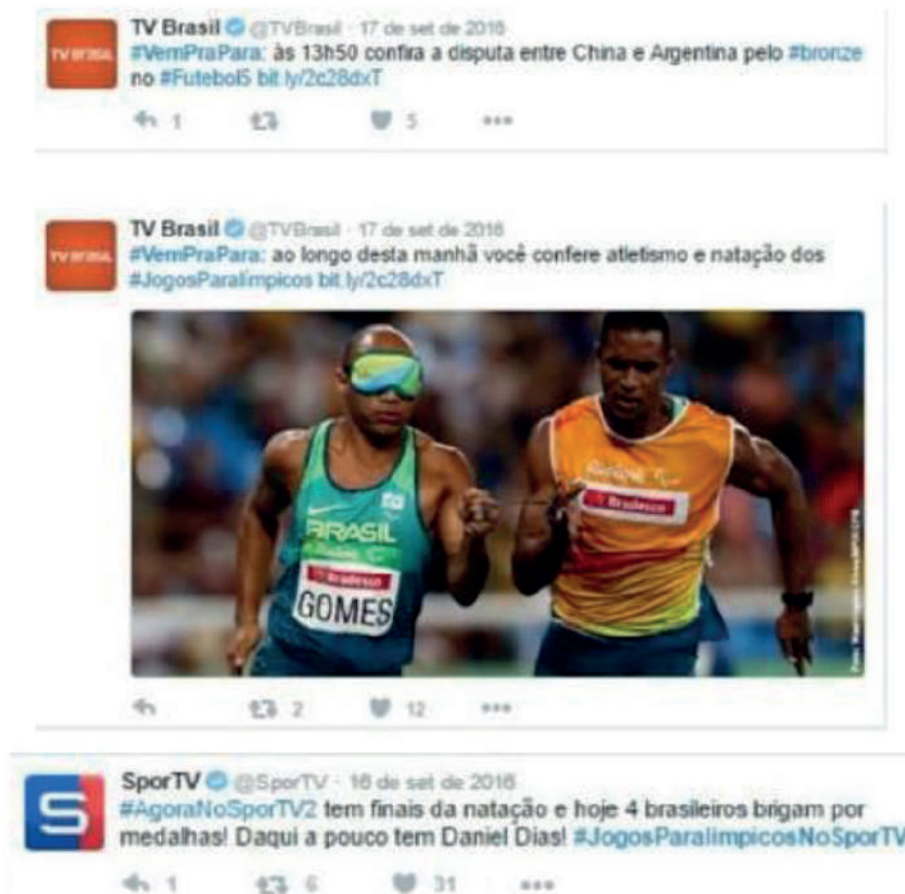 TV Brasil @TVBrasil · 17 de set de 2016
TV BRASIL
#VemPraPara: às 13h50 confira a disputa entre China e Argentina pelo #bronze
no #Futebol5 bit.ly/2c28dxT
1 5
TV Brasil @TVBrasil · 17 de set de 2016
TV BRASIL
#VemPraPara: ao longo desta manhã você confere atletismo e natação dos
#JogosParalímpicos bit.ly/2c28dxT
BRASIL
Bradesco
GOMES
Bradesco
2 12
S
SporTV @SporTV · 16 de set de 2016
#AgoraNoSporTV2 tem finais da natação e hoje 4 brasileiros brigam por
medalhas! Daqui a pouco tem Daniel Dias! #JogosParalimpicosNoSporTV
1 6 31